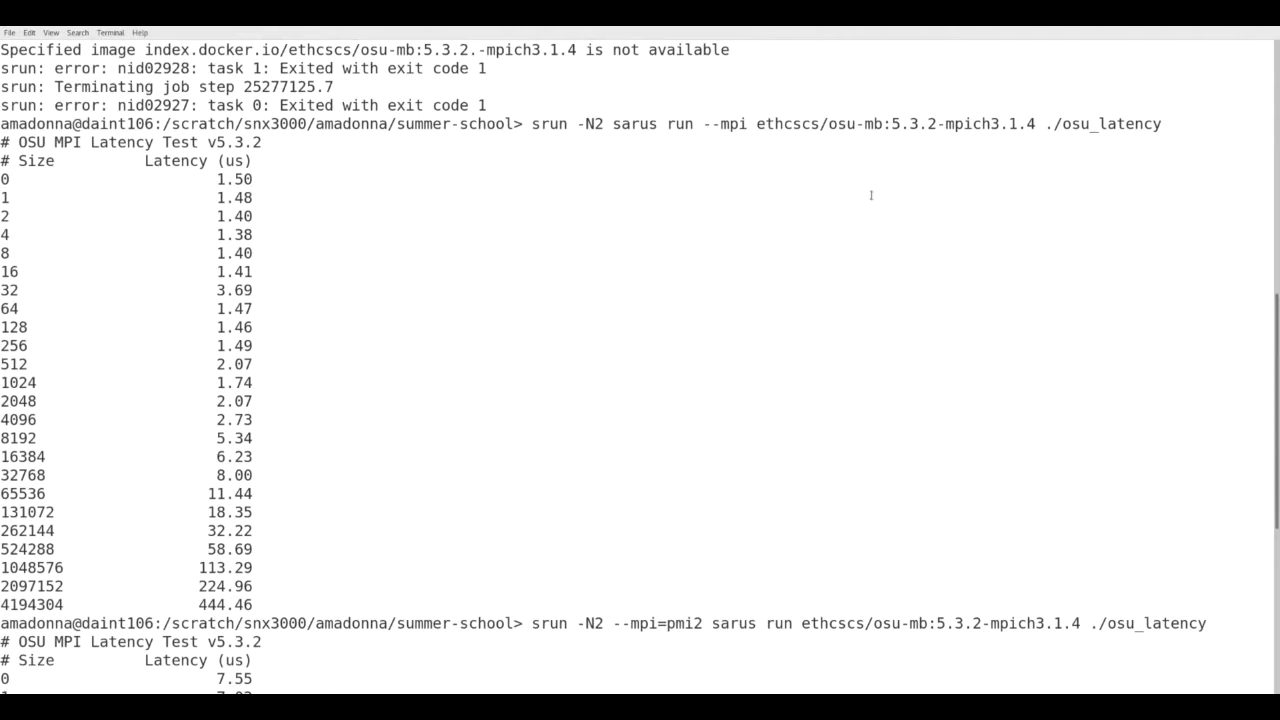 File Edit View Search Terminal Help
Specified image index.docker.io/ethcscs/osu-mb:5.3.2.-mpich3.1.4 is not available
srun: error: nid02928: task 1: Exited with exit code 1
srun: Terminating job step 25277125.7
srun: error: nid02927: task 0: Exited with exit code 1
amadonna@daint106:/scratch/snx3000/amadonna/summer-school> srun -N2 sarus run --mpi ethcscs/osu-mb:5.3.2-mpich3.1.4 ./osu_latency
# OSU MPI Latency Test v5.3.2
# Size Latency (us)
0 1.50
1 1.48
2 1.40
4 1.38
8 1.40
16 1.41
32 3.69
64 1.47
128 1.46
256 1.49
512 2.07
1024 1.74
2048 2.07
4096 2.73
8192 5.34
16384 6.23
32768 8.00
65536 11.44
131072 18.35
262144 32.22
524288 58.69
1048576 113.29
2097152 224.96
4194304 444.46
amadonna@daint106:/scratch/snx3000/amadonna/summer-school> srun -N2 --mpi=pmi2 sarus run ethcscs/osu-mb:5.3.2-mpich3.1.4 ./osu_latency
# OSU MPI Latency Test v5.3.2
# Size Latency (us)
0 7.55